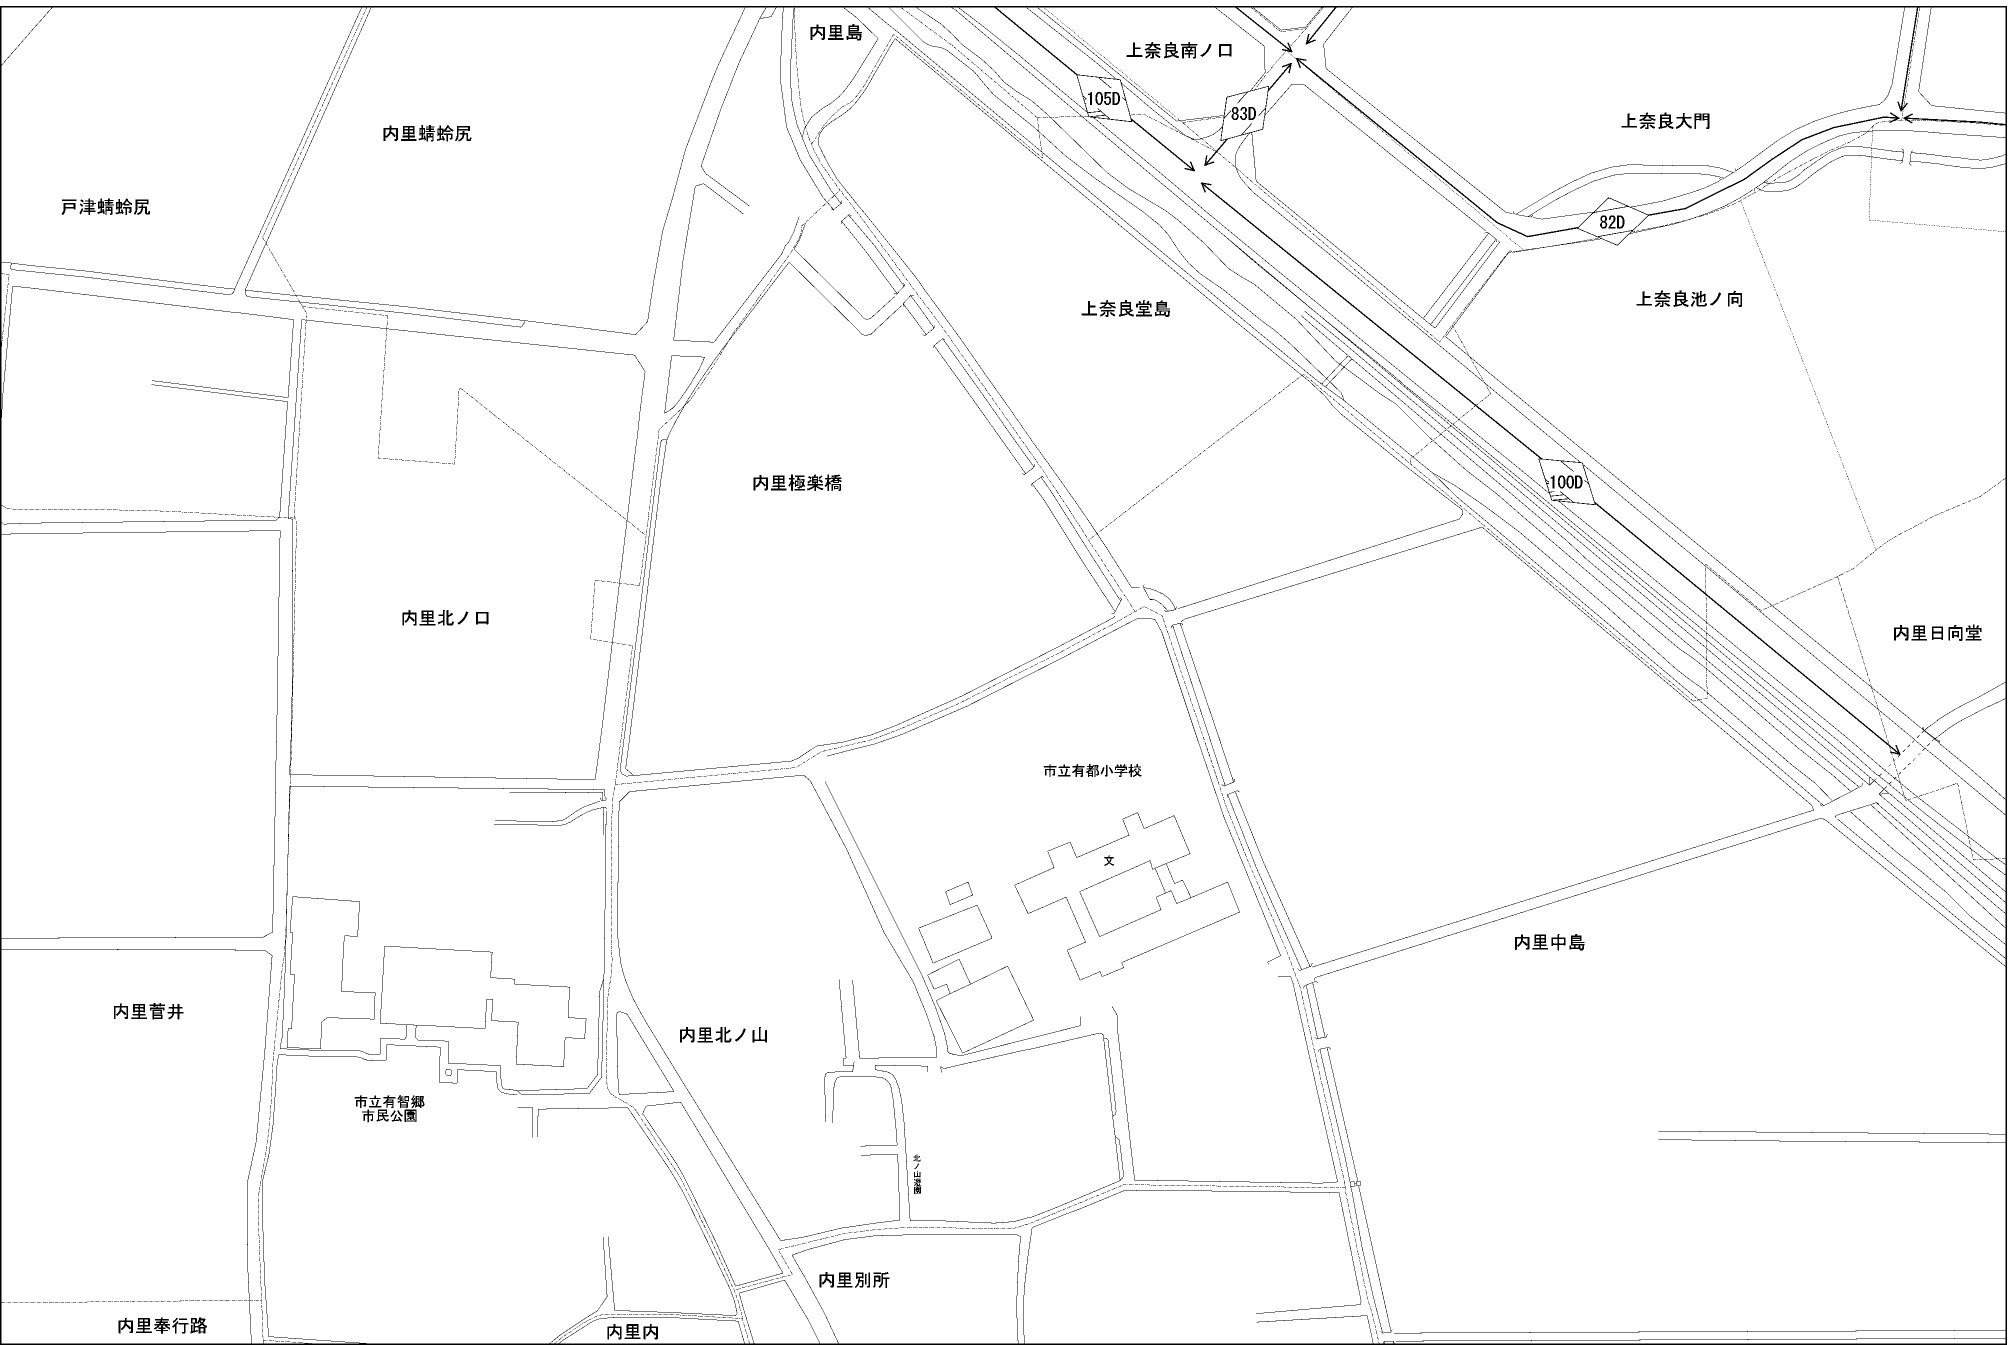 内里島
上奈良南ノ口
105D
83D
上奈良大門
内里蜻蛉尻
戸津蜻蛉尻
82D
上奈良池ノ向
上奈良堂島
内里極楽橋
100D
内里北ノ口
内里日向堂
市立有都小学校
文
内里中島
内里菅井
内里北ノ山
市立有智郷
市民公園
北ノ山遊園
内里別所
内里奉行路
内里内